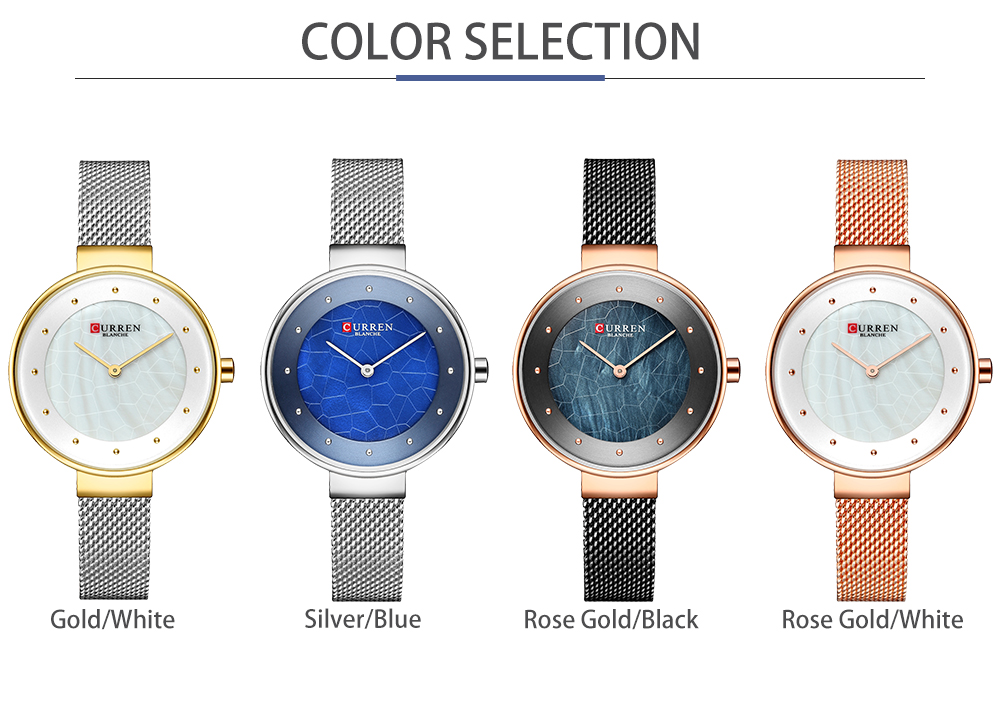 COLOR SELECTION
CURREN
BLANCHE
CURREN
BLANCHE
CURREN
BLANCHE
CURREN
BLANCHE
Gold/White
Silver/Blue
Rose Gold/Black
Rose Gold/White